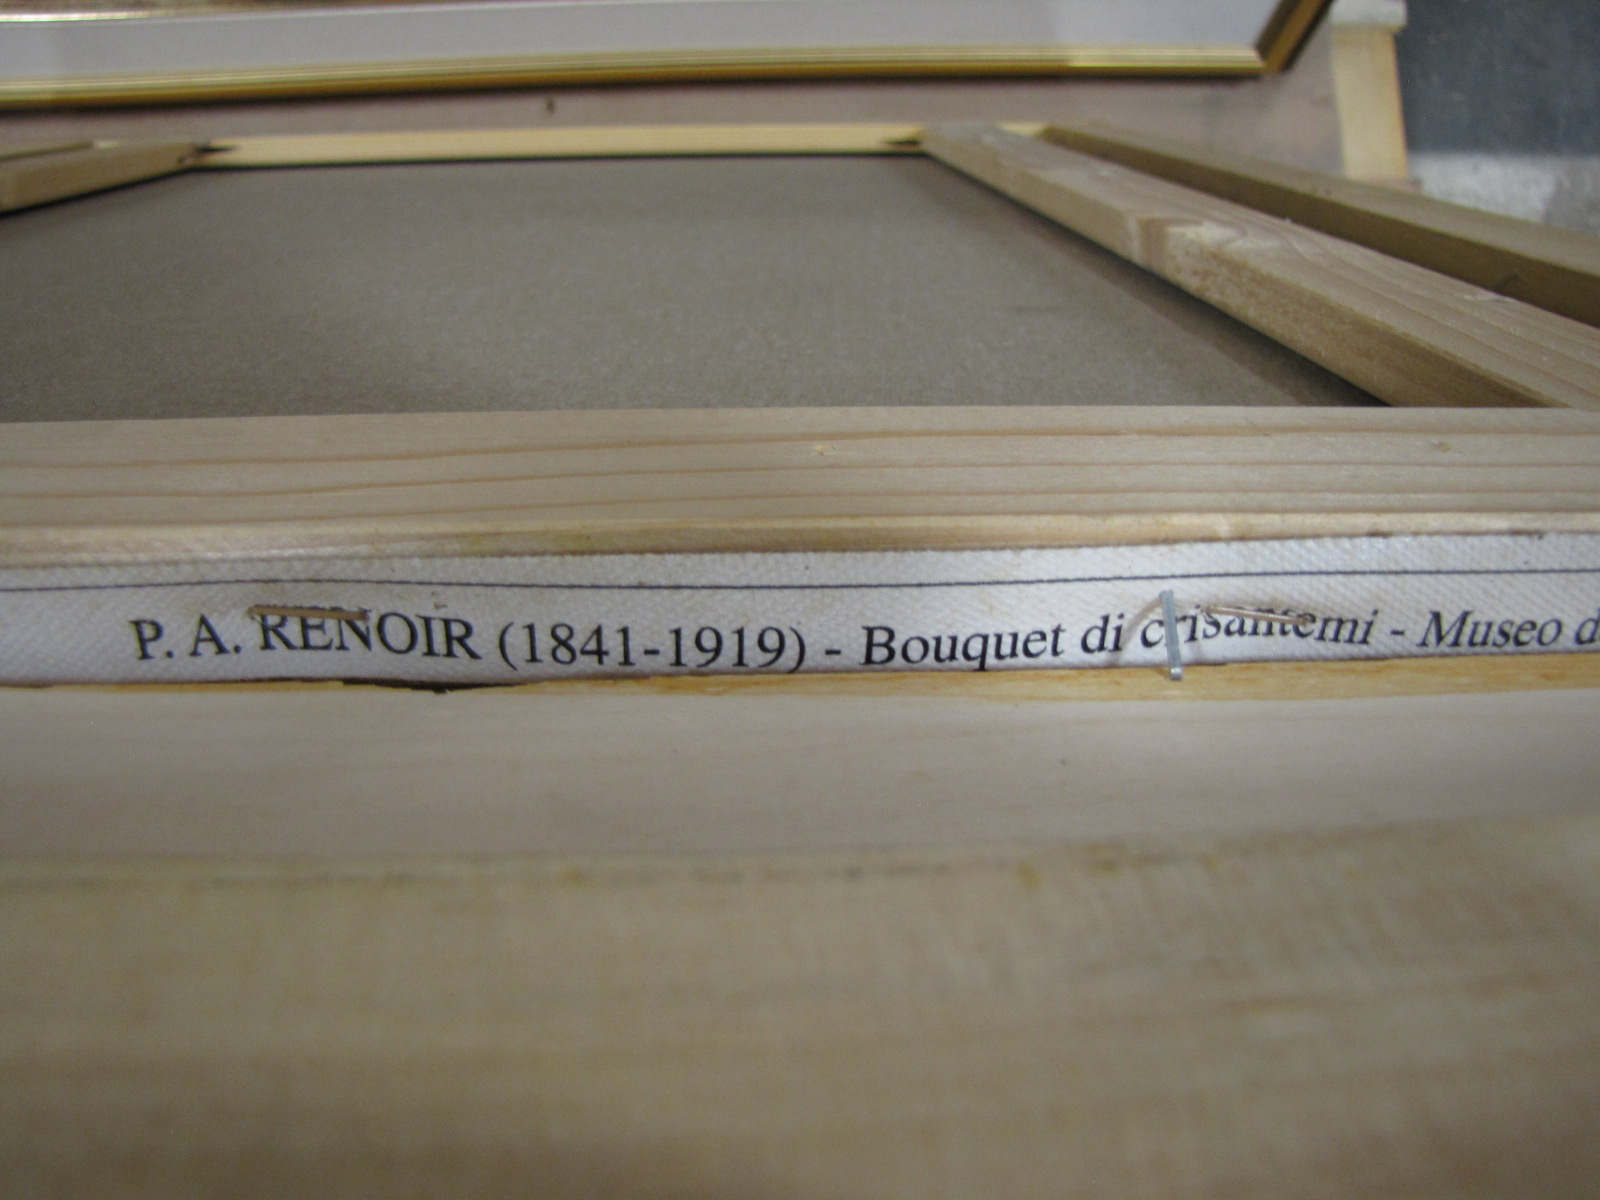 P. A. RENOIR (1841-1919) - Bouquet di crisantemi - Museo d